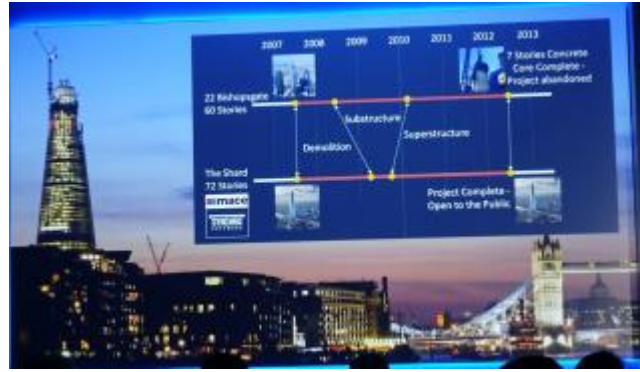 2007 2008 2009 2010 2011 2012 2013
7 Stories Concrete
Core Complete -
Project abandoned
22 Bishopsgate
60 Stories
Substructure
Superstructure
Demolition
The Shard
72 Stories
mace
Project Complete -
Open to the Public